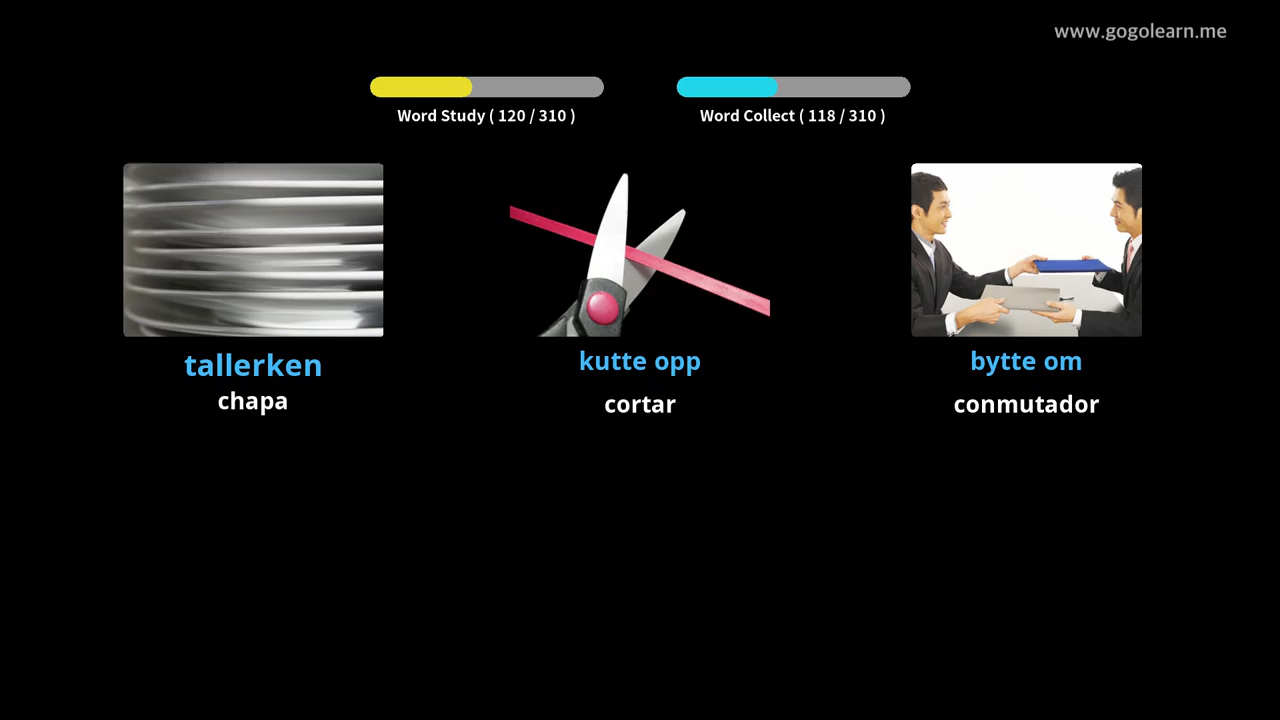 www.gogolearn.me
Word Study ( 120 / 310 )
Word Collect ( 118 / 310 )
tallerken
chapa
kutte opp
cortar
bytte om
conmutador